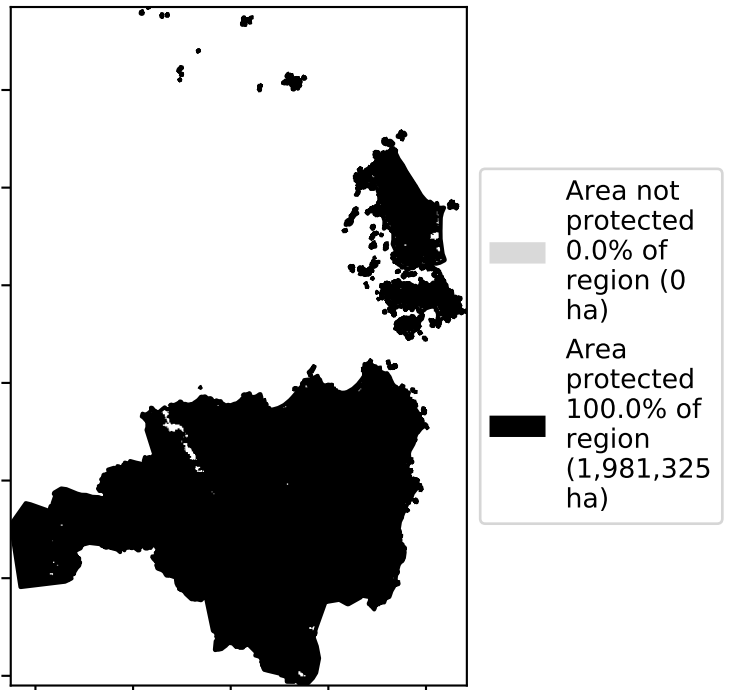 Area not
protected
0.0% of
region (0
ha)
Area
protected
100.0% of
region
(1,981,325
ha)